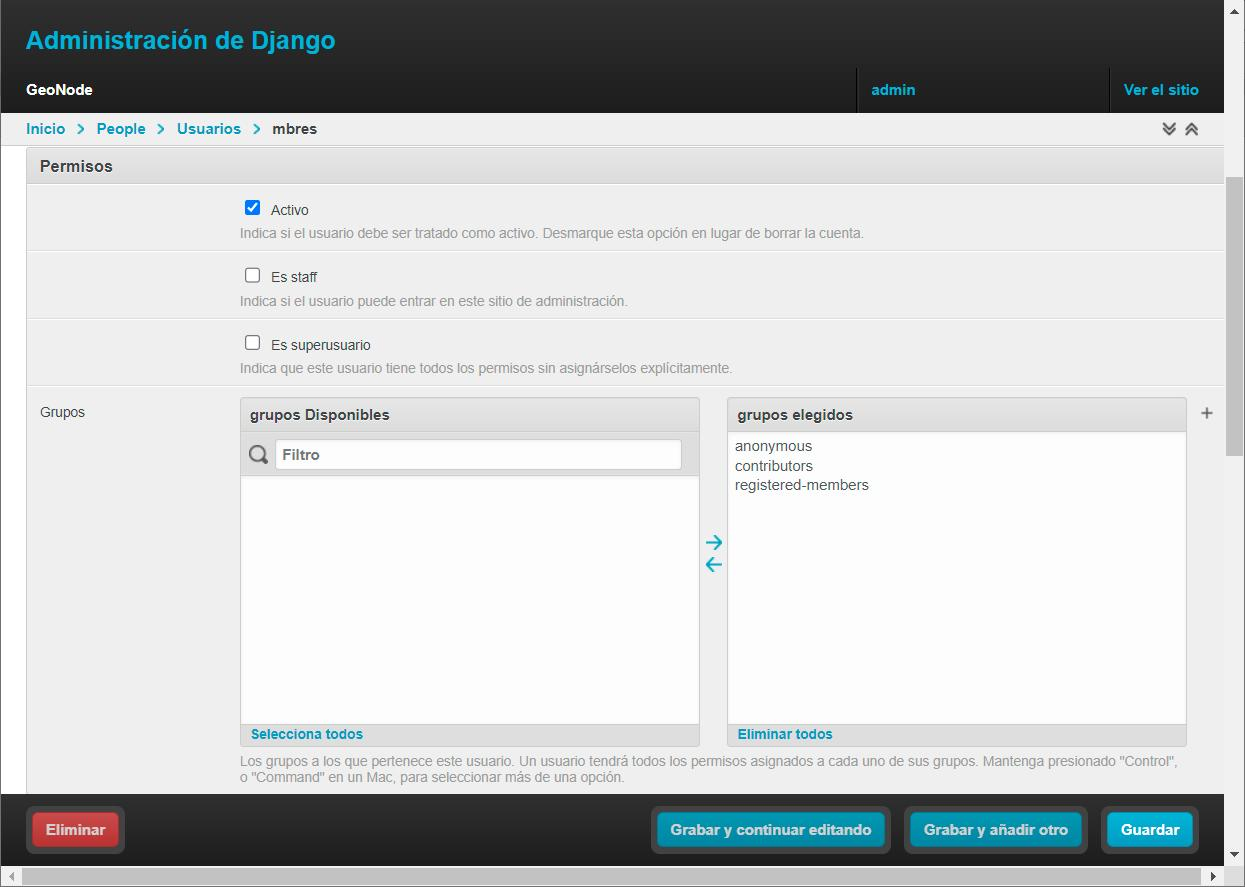 Administración de Django
GeoNode
admin
Ver el sitio
Inicio > People > Usuarios > mbres
Permisos
Activo
Indica si el usuario debe ser tratado como activo. Desmarque esta opción en lugar de borrar la cuenta.
Es staff
Indica si el usuario puede entrar en este sitio de administración.
Es superusuario
Indica que este usuario tiene todos los permisos sin asignárselos explícitamente.
Grupos
grupos Disponibles
Filtro
Selecciona todos
grupos elegidos
anonymous
contributors
registered-members
Eliminar todos
Los grupos a los que pertenece este usuario. Un usuario tendrá todos los permisos asignados a cada uno de sus grupos. Mantenga presionado "Control",
o "Command" en un Mac, para seleccionar más de una opción.
Eliminar
Grabar y continuar editando
Grabar y añadir otro
Guardar